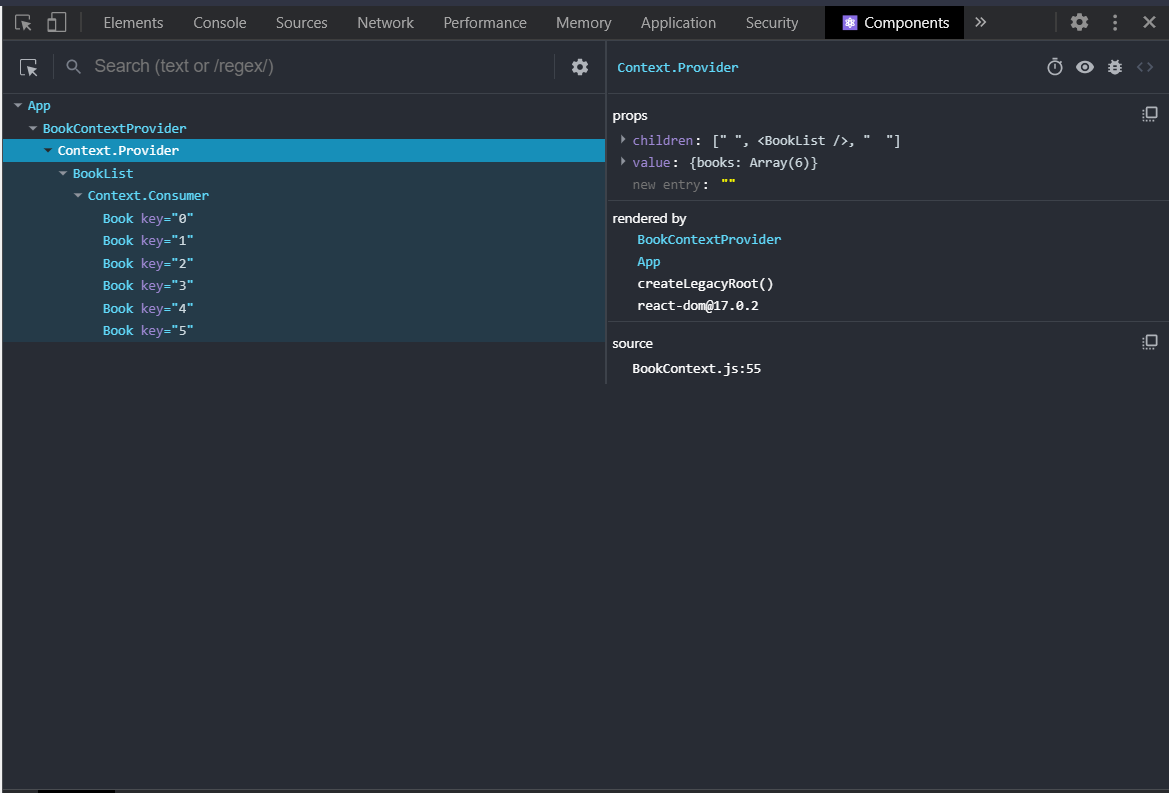 Elements Console Sources Network Performance Memory Application Security Components »
Search (text or /regex/)
App
BookContextProvider
Context.Provider
BookList
Context.Consumer
Book key="0"
Book key="1"
Book key="2"
Book key="3"
Book key="4"
Book key="5"
Context.Provider
props
children: [" ", <BookList />, "  "]
value: {books: Array(6)}
new entry: ""
rendered by
BookContextProvider
App
createLegacyRoot()
react-dom@17.0.2
source
BookContext.js:55